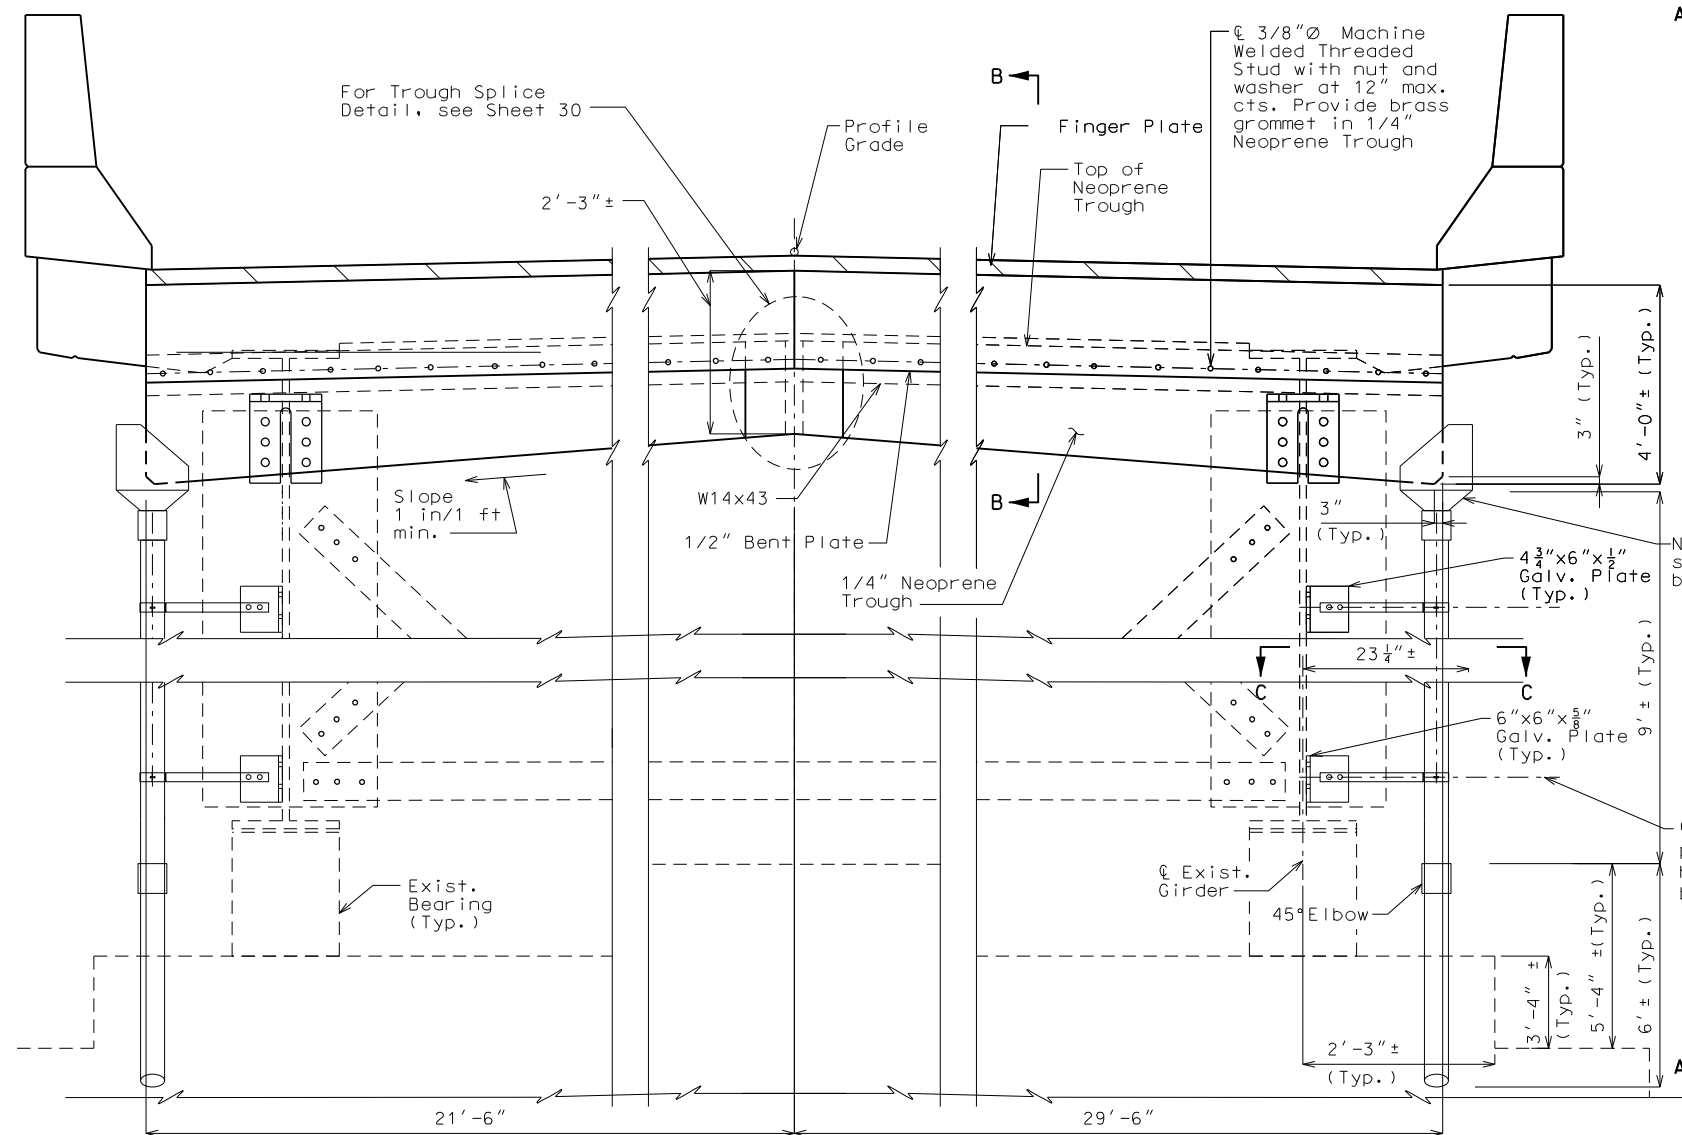 A
℄ 3/8"Ø Machine
Welded Threaded
Stud with nut and
washer at 12" max.
cts. Provide brass
grommet in 1/4"
Neoprene Trough
B
For Trough Splice
Detail, see Sheet 30
Profile
Grade
Finger Plate
Top of
Neoprene
Trough
2'-3"±
3" (Typ.)
4'-0"± (Typ.)
Slope
1 in/1 ft
min.
W14x43
B
3"
(Typ.)
1/2" Bent Plate
N
s
b
4 3/4"x6"x1/2"
Galv. Plate
(Typ.)
1/4" Neoprene
Trough
23 1/4"±
C
C
9'± (Typ.)
6"x6"x5/8"
Galv. Plate
(Typ.)
℄ Exist.
Girder
45°Elbow
Exist.
Bearing
(Typ.)
3'-4" ±
(Typ.)
5'-4" ±(Typ.)
6'± (Typ.)
2'-3"±
(Typ.)
A
21'-6"
29'-6"